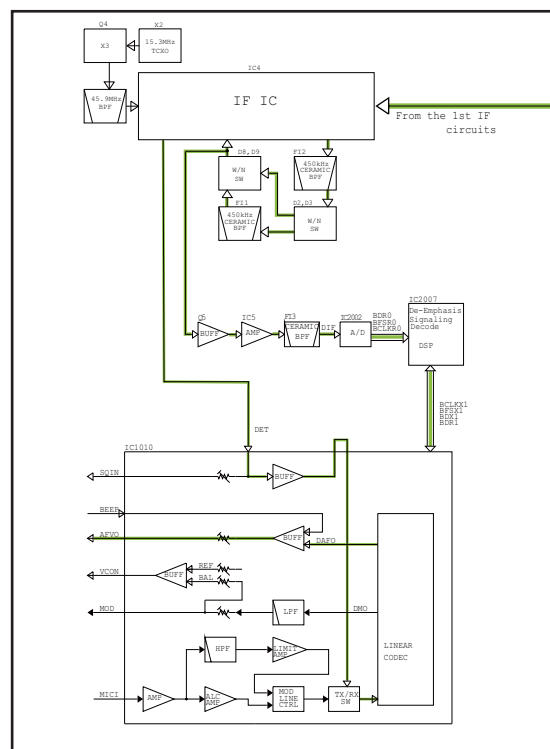 Q4
X2
X3
15.3MHz
TCXO
IC4
45.9MHz
BPF
IF IC
From the 1st IF
circuits
D8,D9
FI2
W/N
SW
450kHz
CERAMIC
BPF
FI1
D2,D3
450kHz
CERAMIC
BPF
W/N
SW
IC2007
De-Emphasis
Signaling
Decode
DSP
Q5
IC5
FI3
IC2002
BUFF
AMP
CERAMIC
BPF
DIF
A/D
BDR0
BFSR0
BCLKR0
BCLKX1
BFSX1
BDX1
BDR1
DET
IC1010
SQIN
BUFF
BEEP
AFVO
BUFF
DAFO
VCON
BUFF
REF
BAL
MOD
LPF
DMO
LINEAR
CODEC
HPF
LIMIT
AMP
MICI
AMP
ALC
AMP
MOD
LINE
CTRL
TX/RX
SW